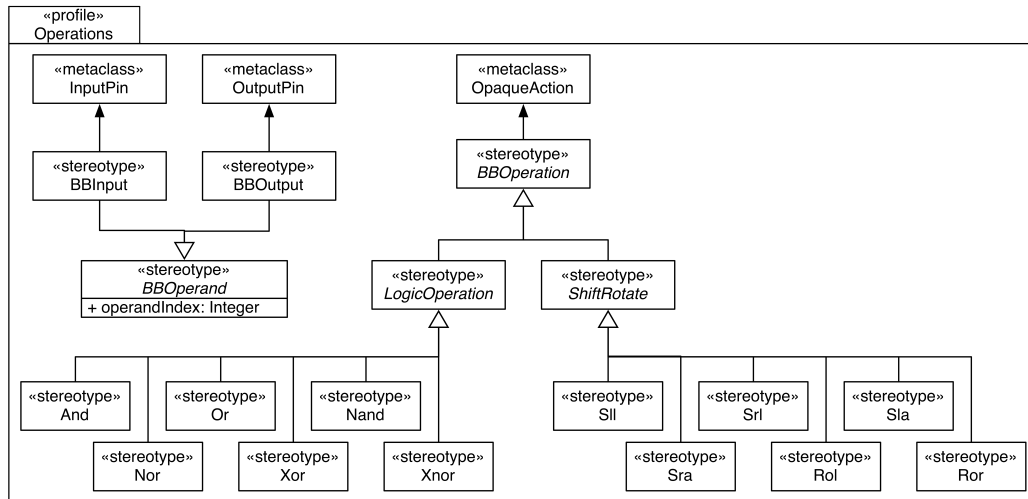 «profile»
Operations
«metaclass»
InputPin
«metaclass»
OutputPin
«metaclass»
OpaqueAction
«stereotype»
BBInput
«stereotype»
BBOutput
«stereotype»
BBOperation
«stereotype»
BBOperand
+ operandIndex: Integer
«stereotype»
LogicOperation
«stereotype»
ShiftRotate
«stereotype»
And
«stereotype»
Or
«stereotype»
Nand
«stereotype»
Sll
«stereotype»
Srl
«stereotype»
Sla
«stereotype»
Nor
«stereotype»
Xor
«stereotype»
Xnor
«stereotype»
Sra
«stereotype»
Rol
«stereotype»
Ror